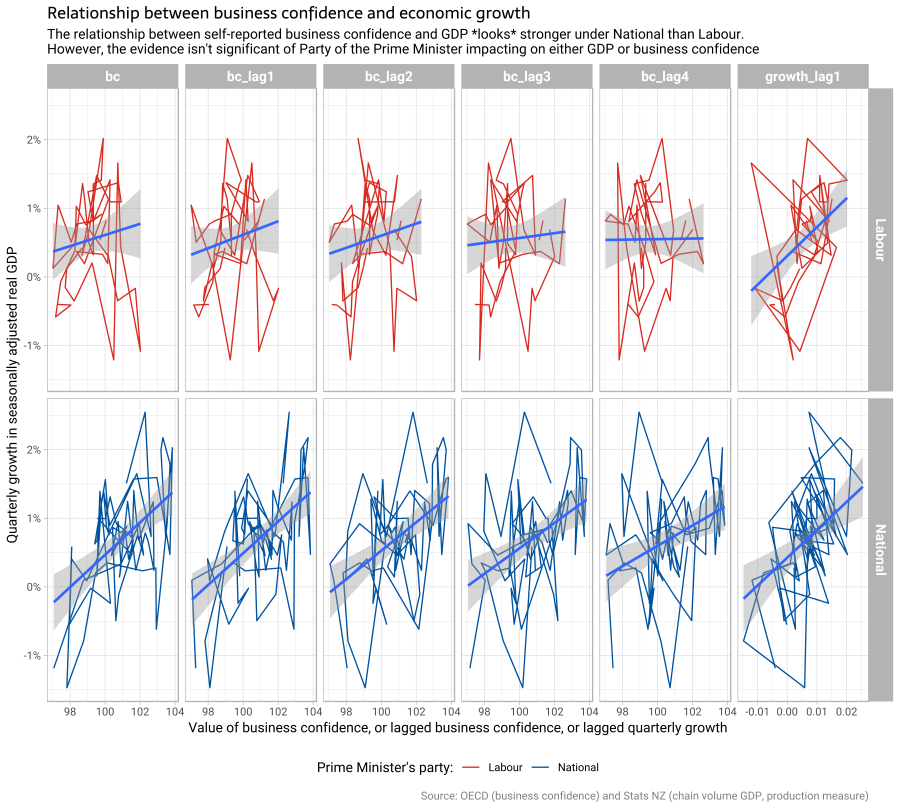 Relationship between business confidence and economic growth
The relationship between self-reported business confidence and GDP *looks* stronger under National than Labour.
However, the evidence isn't significant of Party of the Prime Minister impacting on either GDP or business confidence
bc bc_lag1 bc_lag2 bc_lag3 bc_lag4 growth_lag1
Quarterly growth in seasonally adjusted real GDP
2%
1%
0%
-1%
Labour
2%
1%
0%
-1%
National
98 100 102 104 98 100 102 104 98 100 102 104 98 100 102 104 98 100 102 104 -0.01 0.00 0.01 0.02
Value of business confidence, or lagged business confidence, or lagged quarterly growth
Prime Minister's party: Labour National
Source: OECD (business confidence) and Stats NZ (chain volume GDP, production measure)